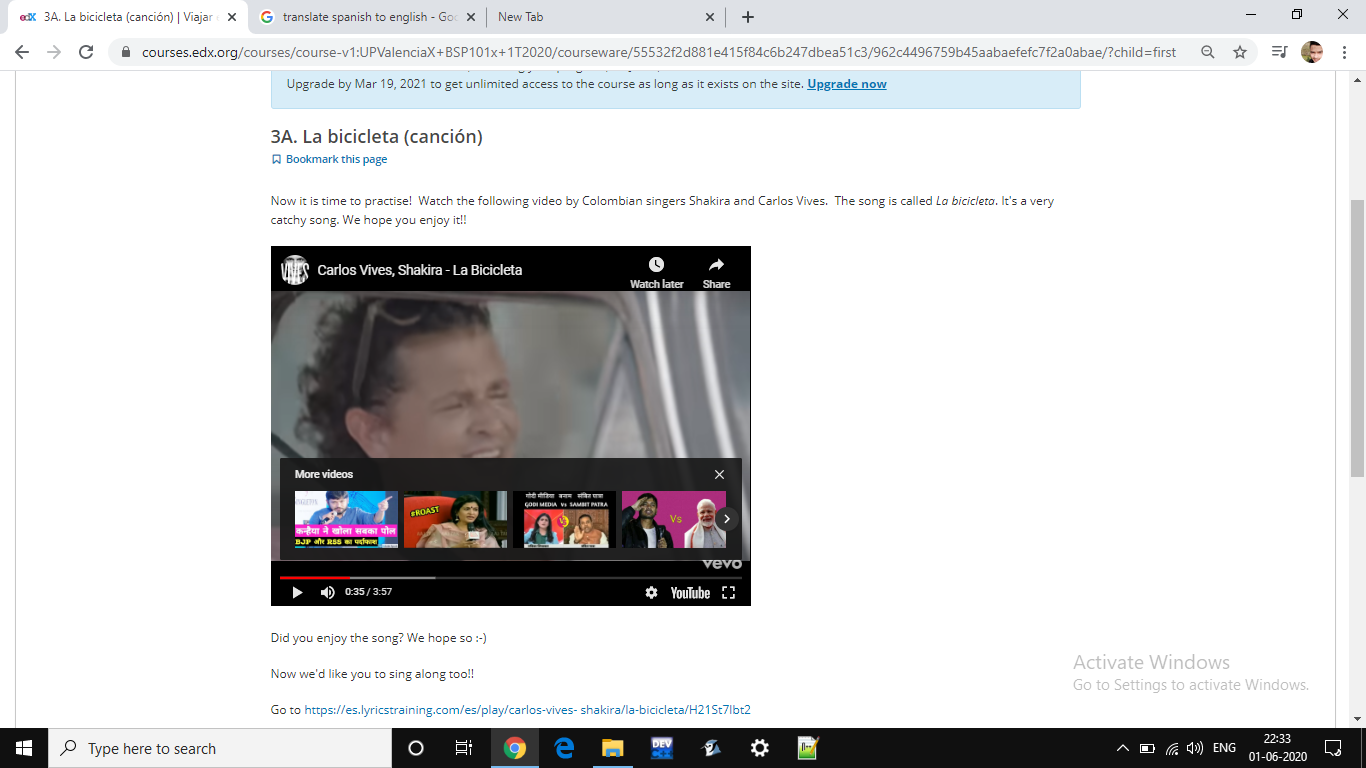 edX 3A. La bicicleta (canción) | Viajar
translate spanish to english - Goo
New Tab
courses.edx.org/courses/course-v1:UPValenciaX+BSP101x+1T2020/courseware/55532f2d881e415f84c6b247dbea51c3/962c4496759b45aabaefefc7f2a0abae/?child=first
Upgrade by Mar 19, 2021 to get unlimited access to the course as long as it exists on the site. Upgrade now
3A. La bicicleta (canción)
Bookmark this page
Now it is time to practise! Watch the following video by Colombian singers Shakira and Carlos Vives. The song is called La bicicleta. It's a very
catchy song. We hope you enjoy it!!
VIVES
Carlos Vives, Shakira - La Bicicleta
Watch later
Share
More videos
कन्हैया ने खोला सबका पोल
BJP और RSS का पर्दाफाश
#ROAST
गोदी मीडिया बनाम संबित पात्रा
GODI MEDIA Vs SAMBIT PATRA
VS
Vs
vevo
0:35 / 3:57
YouTube
Did you enjoy the song? We hope so :-)
Now we'd like you to sing along too!!
Go to https://es.lyricstraining.com/es/play/carlos-vives- shakira/la-bicicleta/H21St7lbt2
Activate Windows
Go to Settings to activate Windows.
Type here to search
DEV
ENG
22:33
01-06-2020